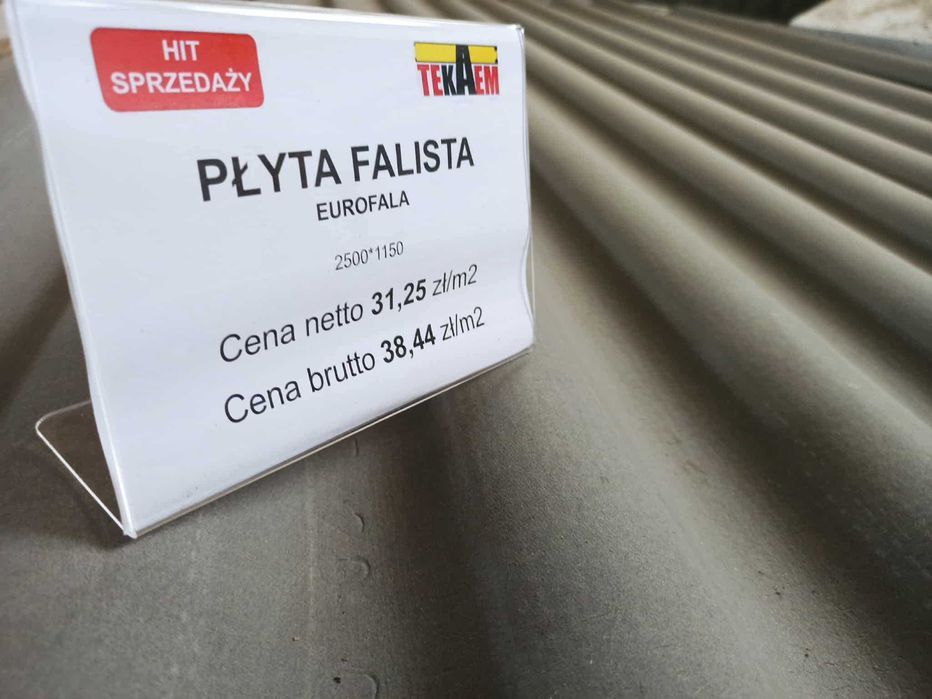 HIT
SPRZEDAŻY
TEKAEM
PŁYTA FALISTA
EUROFALA
2500*1150
Cena netto 31,25 zł/m2
Cena brutto 38,44 zł/m2